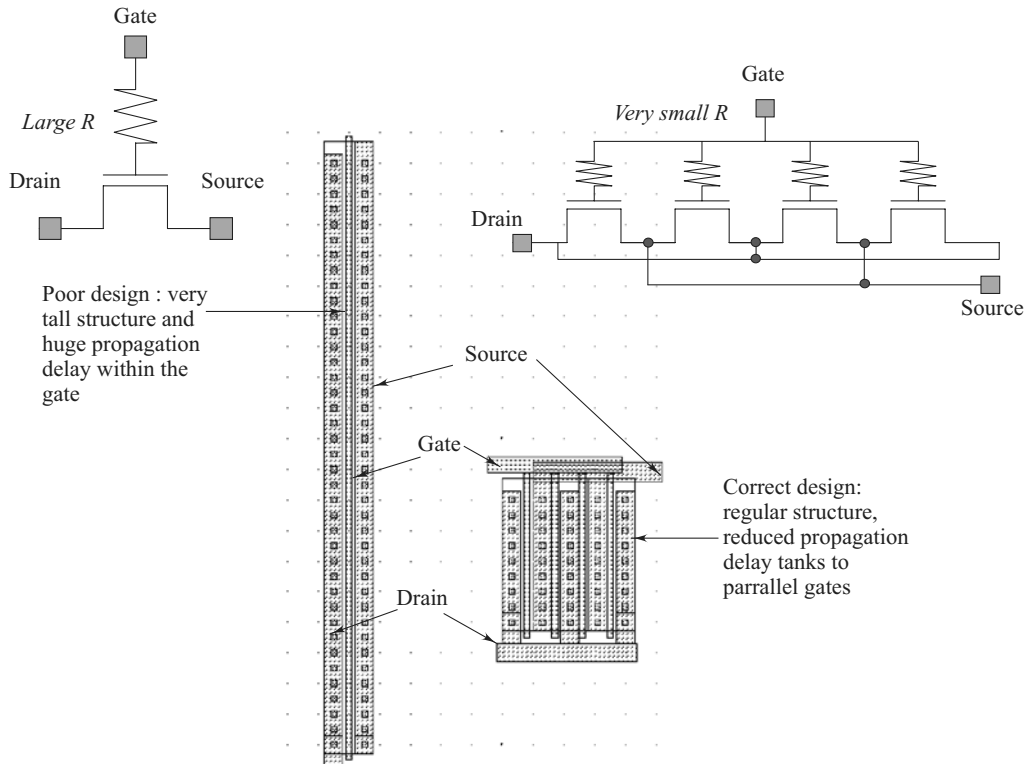 Gate
Large R
Drain
Source
Gate
Very small R
Drain
Source
Poor design : very
tall structure and
huge propagation
delay within the
gate
Source
Gate
Drain
Correct design:
regular structure,
reduced propagation
delay tanks to
parrallel gates